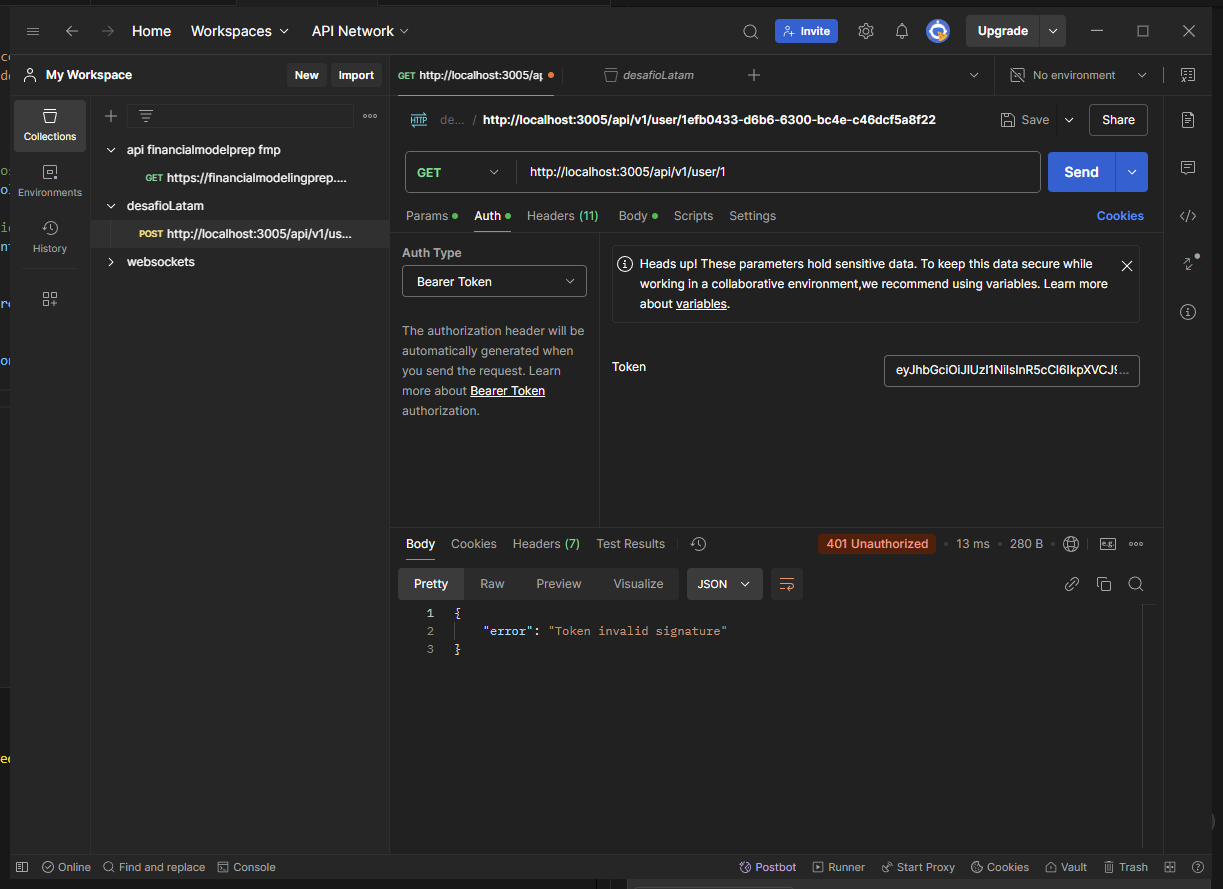 Home Workspaces API Network Invite Upgrade
My Workspace New Import GET http://localhost:3005/ap desafioLatam No environment
Collections
Environments
History
api financialmodelprep fmp
GET https://financialmodelingprep....
desafioLatam
POST http://localhost:3005/api/v1/us...
websockets
HTTP de... / http://localhost:3005/api/v1/user/1efb0433-d6b6-6300-bc4e-c46dcf5a8f22 Save Share
GET http://localhost:3005/api/v1/user/1 Send
Params Auth Headers (11) Body Scripts Settings Cookies
Auth Type
Bearer Token
The authorization header will be
automatically generated when
you send the request. Learn
more about Bearer Token
authorization.
Heads up! These parameters hold sensitive data. To keep this data secure while
working in a collaborative environment,we recommend using variables. Learn more
about variables.
Token eyJhbGciOiJIUzI1NiIsInR5cCI6IkpXVCJ9...
Body Cookies Headers (7) Test Results 401 Unauthorized 13 ms 280 B e.g.
Pretty Raw Preview Visualize JSON
1 {
2 "error": "Token invalid signature"
3 }
Online Find and replace Console Postbot Runner Start Proxy Cookies Vault Trash